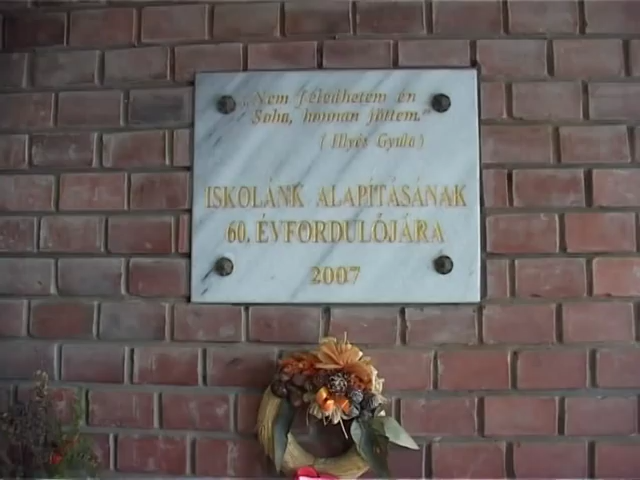 „Nem feledhetem én
Soha, honnan jöttem.”
(Illyés Gyula)
ISKOLÁNK ALAPÍTÁSÁNAK
60. ÉVFORDULÓJÁRA
2007